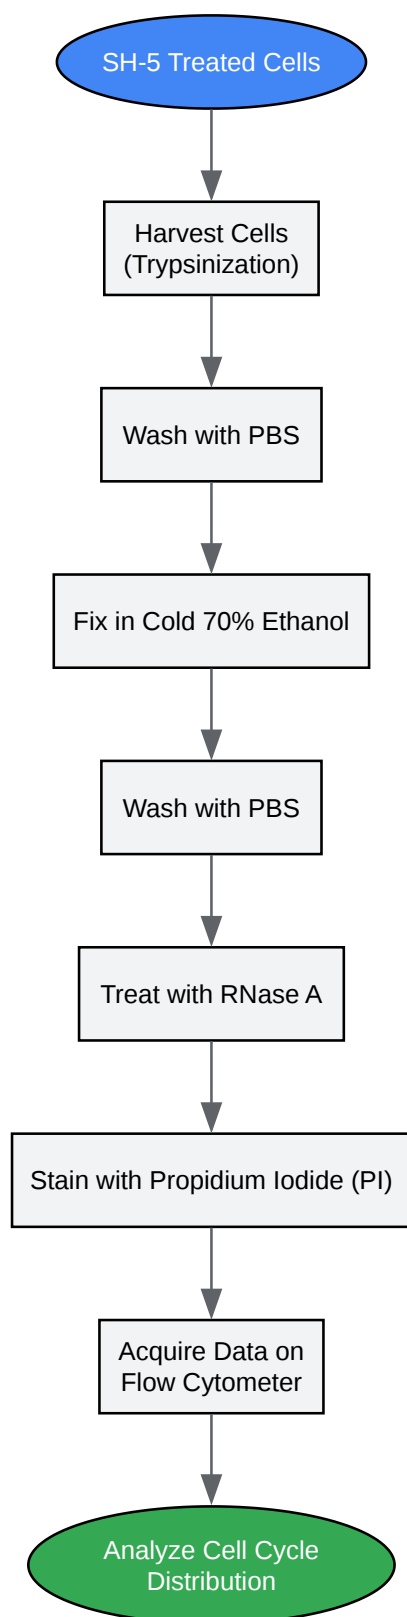 SH-5 Treated Cells
Harvest Cells
(Trypsinization)
Wash with PBS
Fix in Cold 70% Ethanol
Wash with PBS
Treat with RNase A
Stain with Propidium Iodide (PI)
Acquire Data on
Flow Cytometer
Analyze Cell Cycle
Distribution